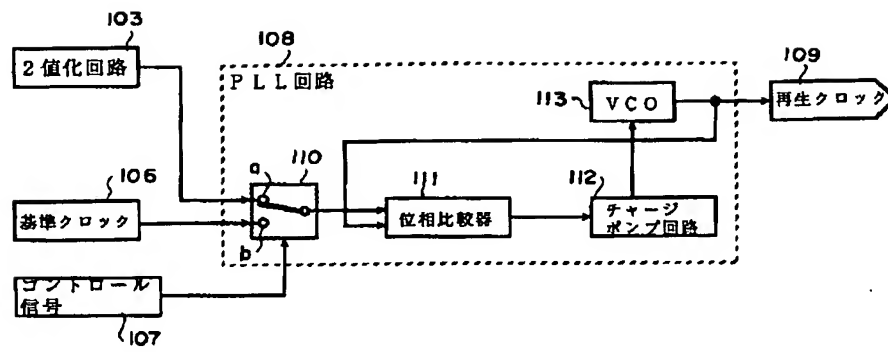 103
2値化回路
108
PLL回路
113
VCO
109
再生クロック
a
110
106
基準クロック
b
111
位相比較器
112
チャージ
ポンプ回路
コントロール
信号
107